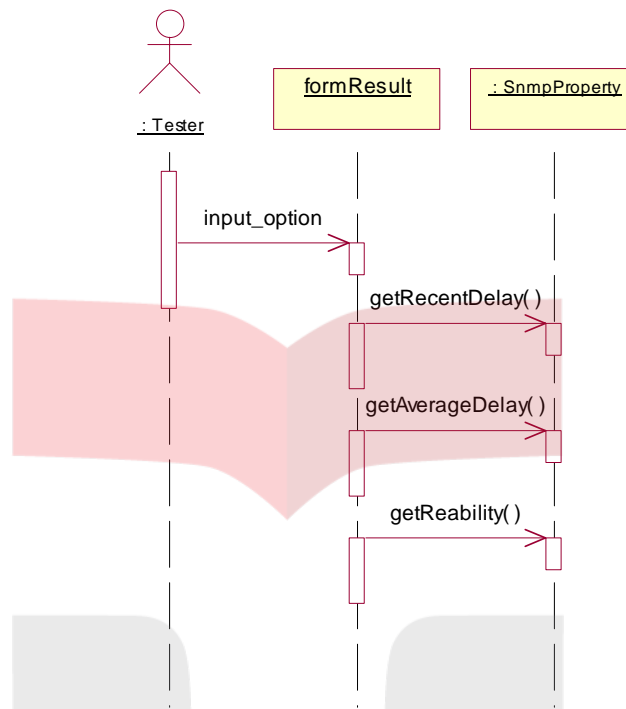 formResult
: SnmpProperty
: Tester
input_option
getRecentDelay( )
getAverageDelay( )
getReability( )